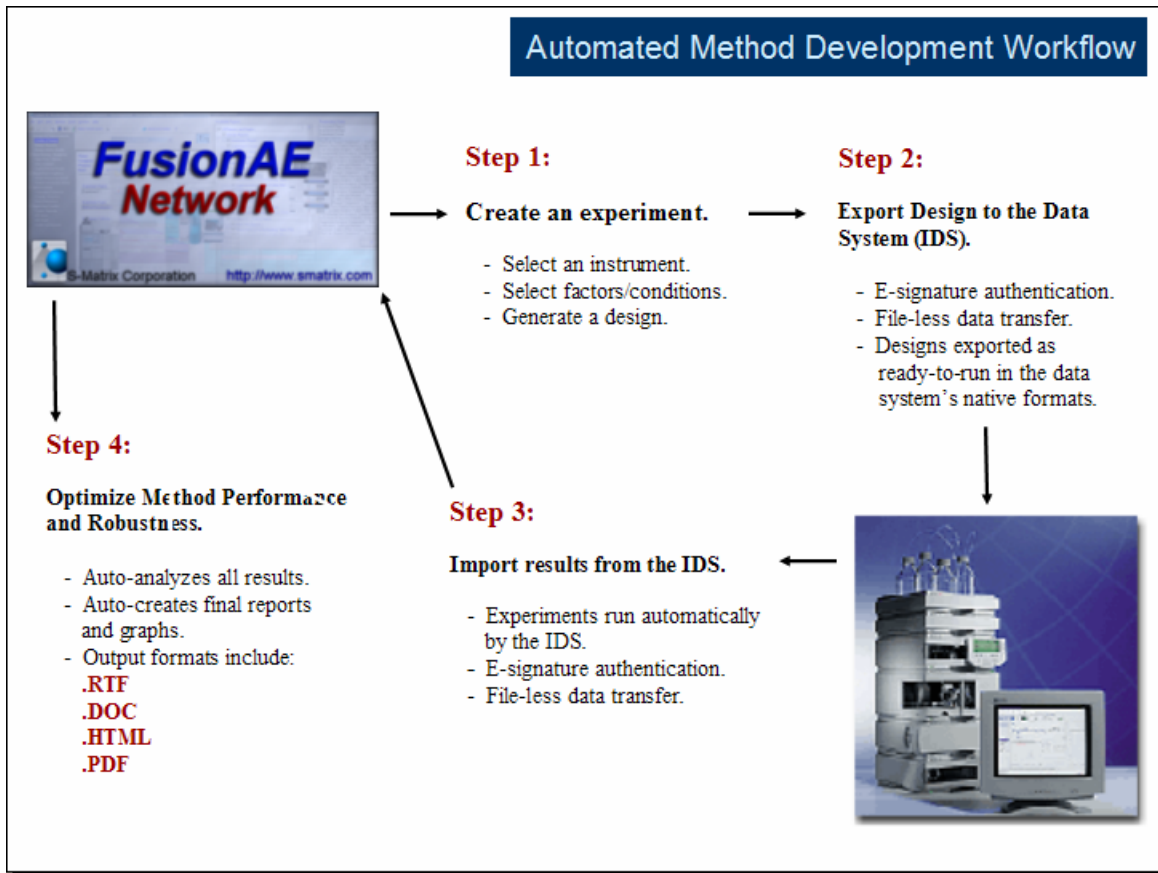 Automated Method Development Workflow
FusionAE
Network
S-Matrix Corporation http://www.smatrix.com
Step 1:
Create an experiment.
- Select an instrument.
- Select factors/conditions.
- Generate a design.
Step 2:
Export Design to the Data
System (IDS).
- E-signature authentication.
- File-less data transfer.
- Designs exported as
ready-to-run in the data
system's native formats.
Step 3:
Import results from the IDS.
- Experiments run automatically
by the IDS.
- E-signature authentication.
- File-less data transfer.
Step 4:
Optimize Method Performance
and Robustness.
- Auto-analyzes all results.
- Auto-creates final reports
and graphs.
- Output formats include:
.RTF
.DOC
.HTML
.PDF